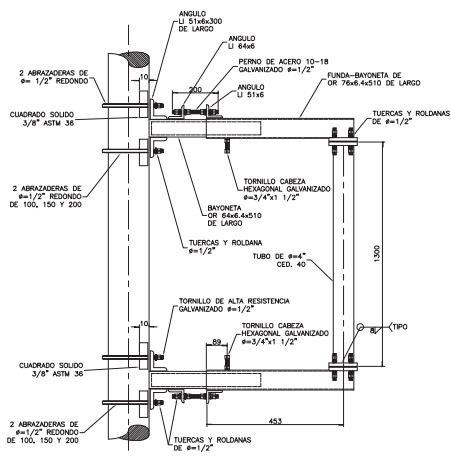 ANGULO
LI 51x6x300
DE LARGO
ANGULO
LI 64x6
PERNO DE ACERO 10-18
GALVANIZADO ø=1/2"
2 ABRAZADERAS DE
ø= 1/2" REDONDO
10
200
ANGULO
LI 51x6
FUNDA-BAYONETA DE
OR 76x6.4x510 DE LARGO
CUADRADO SOLIDO
3/8" ASTM 36
TUERCAS Y ROLDANAS
DE ø=1/2"
2 ABRAZADERAS DE
ø=1/2" REDONDO
DE 100, 150 Y 200
TORNILLO CABEZA
HEXAGONAL GALVANIZADO
ø=3/4"x1 1/2"
BAYONETA
OR 64x6.4x510
DE LARGO
TUERCAS Y ROLDANA
ø=1/2"
TUBO DE ø=4"
CED. 40
1300
10
TORNILLO DE ALTA RESISTENCIA
GALVANIZADO ø=1/2"
TORNILLO CABEZA
HEXAGONAL GALVANIZADO
ø=3/4"x1 1/2"
89
8
TIPO
CUADRADO SOLIDO
3/8" ASTM 36
2 ABRAZADERAS DE
ø=1/2" REDONDO
DE 100, 150 Y 200
453
TUERCAS Y ROLDANAS
DE ø=1/2"